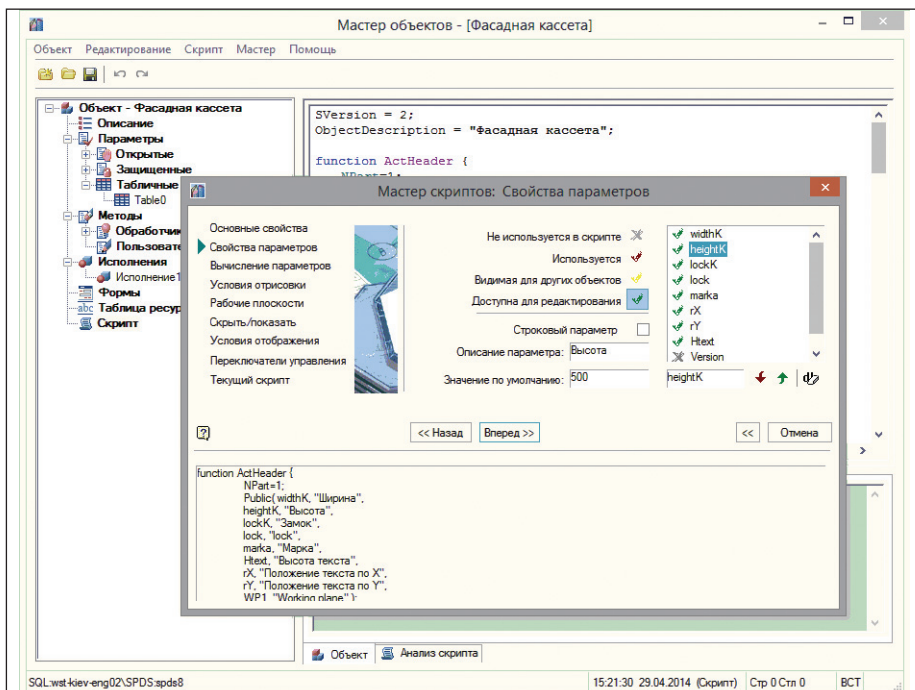 Мастер объектов - [Фасадная кассета]
Объект Редактирование Скрипт Мастер Помощь
Объект - Фасадная кассета
Описание
Параметры
Открытые
Защищенные
Табличные
Table0
Методы
Обработчик
Пользовате
Исполнения
Исполнение1
Формы
abc Таблица ресур
Скрипт
SVersion = 2;
ObjectDescription = "Фасадная кассета";
function ActHeader {
NPart=1;
Мастер скриптов: Свойства параметров
Основные свойства
Свойства параметров
Вычисление параметров
Условия отрисовки
Рабочие плоскости
Скрыть/показать
Условия отображения
Переключатели управления
Текущий скрипт
Не используется в скрипте
Используется
Видимая для других объектов
Доступна для редактирования
Строковый параметр
Описание параметра: Высота
Значение по умолчанию: 500
widthK
heightK
lockK
lock
marka
rX
rY
Htext
Version
heightK
<< Назад Вперед >> << Отмена
function ActHeader {
NPart=1;
Public( widthK, "Ширина",
heightK, "Высота",
lockK, "Замок",
lock, "lock",
marka, "Марка",
Htext, "Высота текста",
rX, "Положение текста по X",
rY, "Положение текста по Y",
WP1, "Working plane" );
Объект Анализ скрипта
SQL:wst-kiev-eng02\SPDS:spds8 15:21:30 29.04.2014 (Скрипт) Стр 0 Стл 0 ВСТ